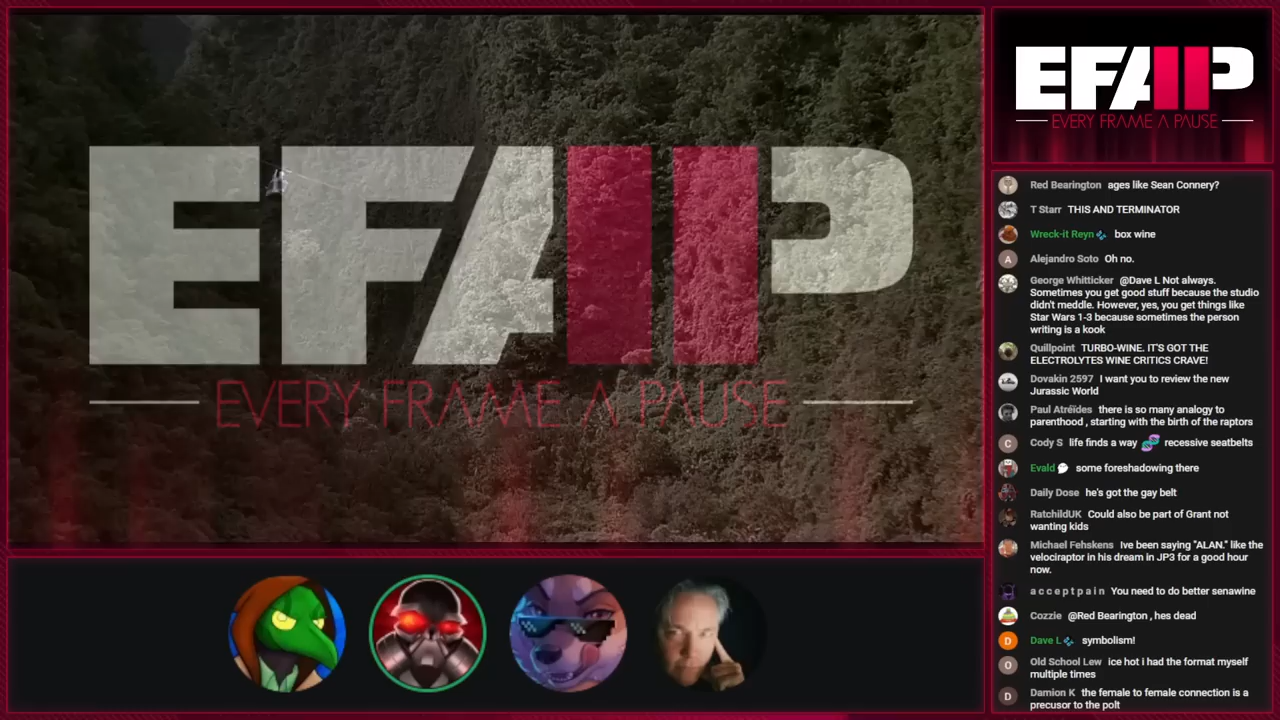 EFAP
EVERY FRAME A PAUSE
EFAP
EVERY FRAME A PAUSE
Red Bearington ages like Sean Connery?
T Starr THIS AND TERMINATOR
Wreck-it Reyn box wine
A
Alejandro Soto Oh no.
George Whitticker @Dave L Not always.
Sometimes you get good stuff because the studio
didn't meddle. However, yes, you get things like
Star Wars 1-3 because sometimes the person
writing is a kook
Quillpoint TURBO-WINE. IT'S GOT THE
ELECTROLYTES WINE CRITICS CRAVE!
Dovakin 2597 I want you to review the new
Jurassic World
Paul Atréïdes there is so many analogy to
parenthood , starting with the birth of the raptors
C
Cody S life finds a way 🧬 recessive seatbelts
Evald some foreshadowing there
Daily Dose he's got the gay belt
RatchildUK Could also be part of Grant not
wanting kids
Michael Fehskens Ive been saying "ALAN." like the
velociraptor in his dream in JP3 for a good hour
now.
a c c e p t p a i n You need to do better senawine
Cozzie @Red Bearington , hes dead
D
Dave L symbolism!
O
Old School Lew ice hot i had the format myself
multiple times
D
Damion K the female to female connection is a
precusor to the polt